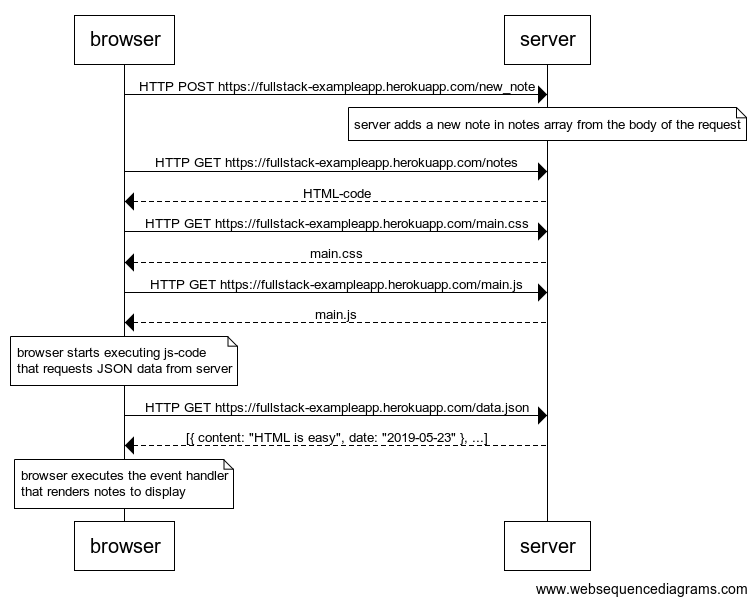 browser
server
HTTP POST https://fullstack-exampleapp.herokuapp.com/new_note
server adds a new note in notes array from the body of the request
HTTP GET https://fullstack-exampleapp.herokuapp.com/notes
HTML-code
HTTP GET https://fullstack-exampleapp.herokuapp.com/main.css
main.css
HTTP GET https://fullstack-exampleapp.herokuapp.com/main.js
main.js
browser starts executing js-code
that requests JSON data from server
HTTP GET https://fullstack-exampleapp.herokuapp.com/data.json
[{ content: "HTML is easy", date: "2019-05-23" }, ...]
browser executes the event handler
that renders notes to display
browser
server
www.websequencediagrams.com